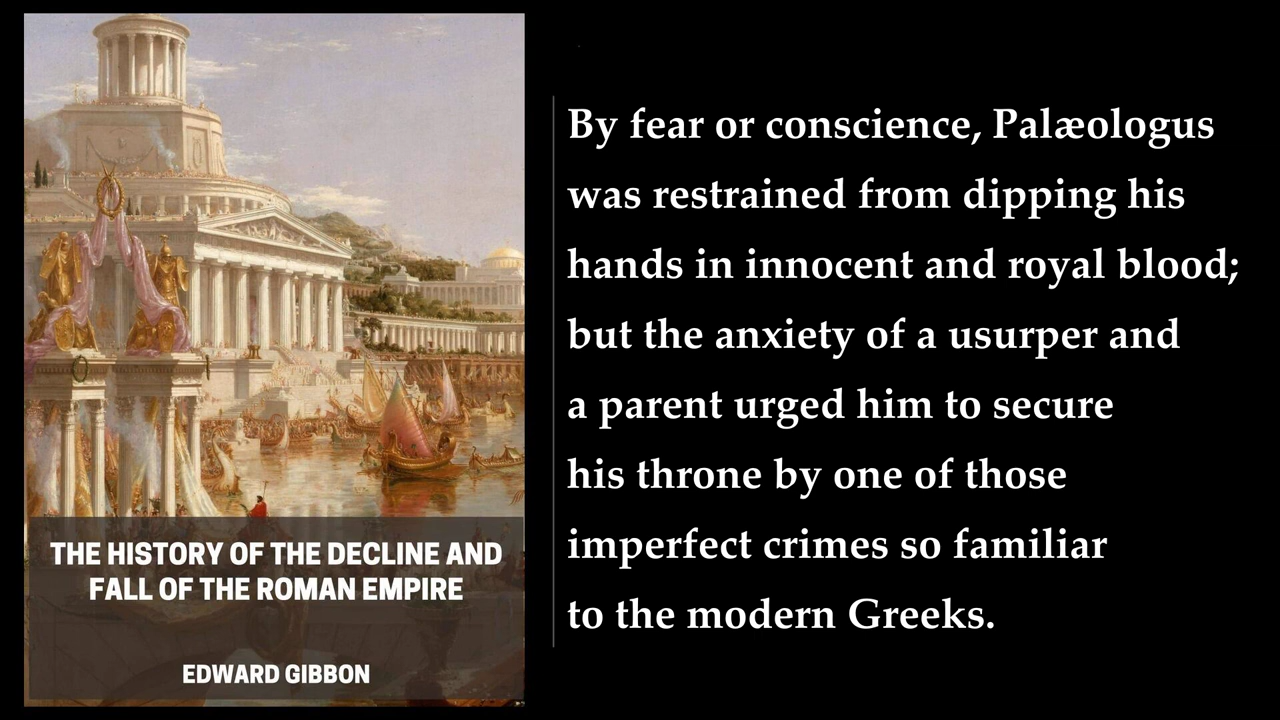 THE HISTORY OF THE DECLINE AND
FALL OF THE ROMAN EMPIRE
EDWARD GIBBON
By fear or conscience, Palæologus
was restrained from dipping his
hands in innocent and royal blood;
but the anxiety of a usurper and
a parent urged him to secure
his throne by one of those
imperfect crimes so familiar
to the modern Greeks.